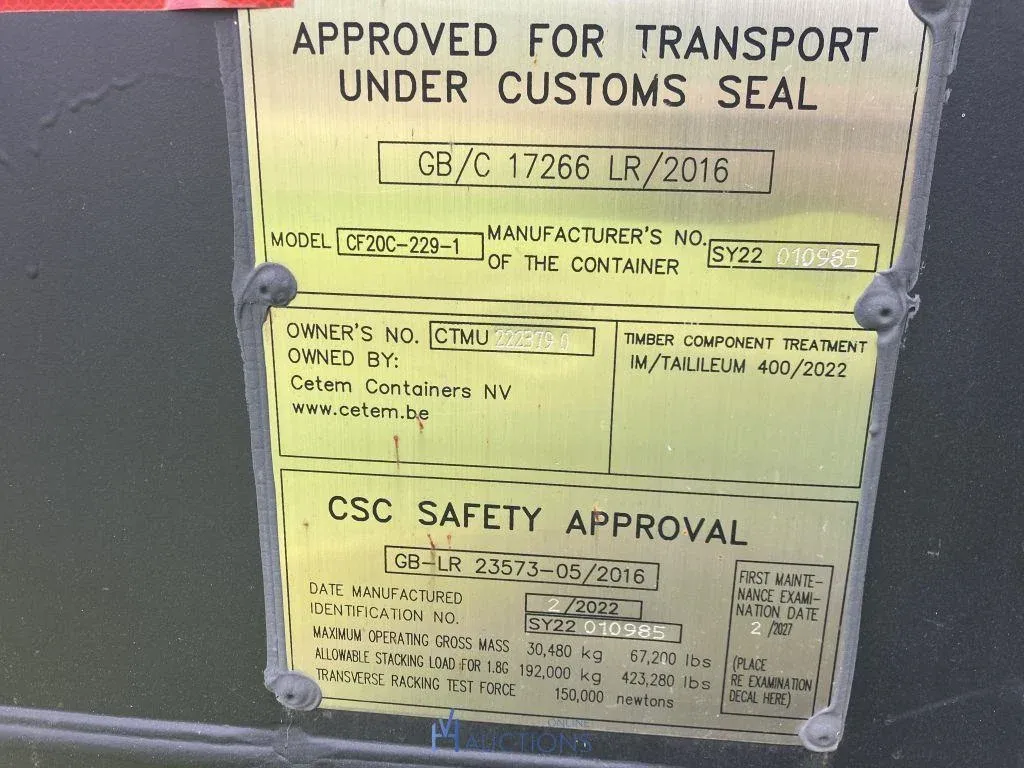 APPROVED FOR TRANSPORT
UNDER CUSTOMS SEAL
GB/C 17266 LR/2016
MODEL CF20C-229-1
MANUFACTURER'S NO.
OF THE CONTAINER
SY22 010985
OWNER'S NO. CTMU 222379 0
OWNED BY:
Cetem Containers NV
www.cetem.be
TIMBER COMPONENT TREATMENT
IM/TAILILEUM 400/2022
CSC SAFETY APPROVAL
GB-LR 23573-05/2016
DATE MANUFACTURED 2/2022
IDENTIFICATION NO. SY22 010985
MAXIMUM OPERATING GROSS MASS 30,480 kg 67,200 lbs
ALLOWABLE STACKING LOAD FOR 1.8G 192,000 kg 423,280 lbs
TRANSVERSE RACKING TEST FORCE 150,000 newtons
FIRST MAINTE-
NANCE EXAMI-
NATION DATE
2 /2027
(PLACE
RE EXAMINATION
DECAL HERE)
ONLINE
AUCTIONS